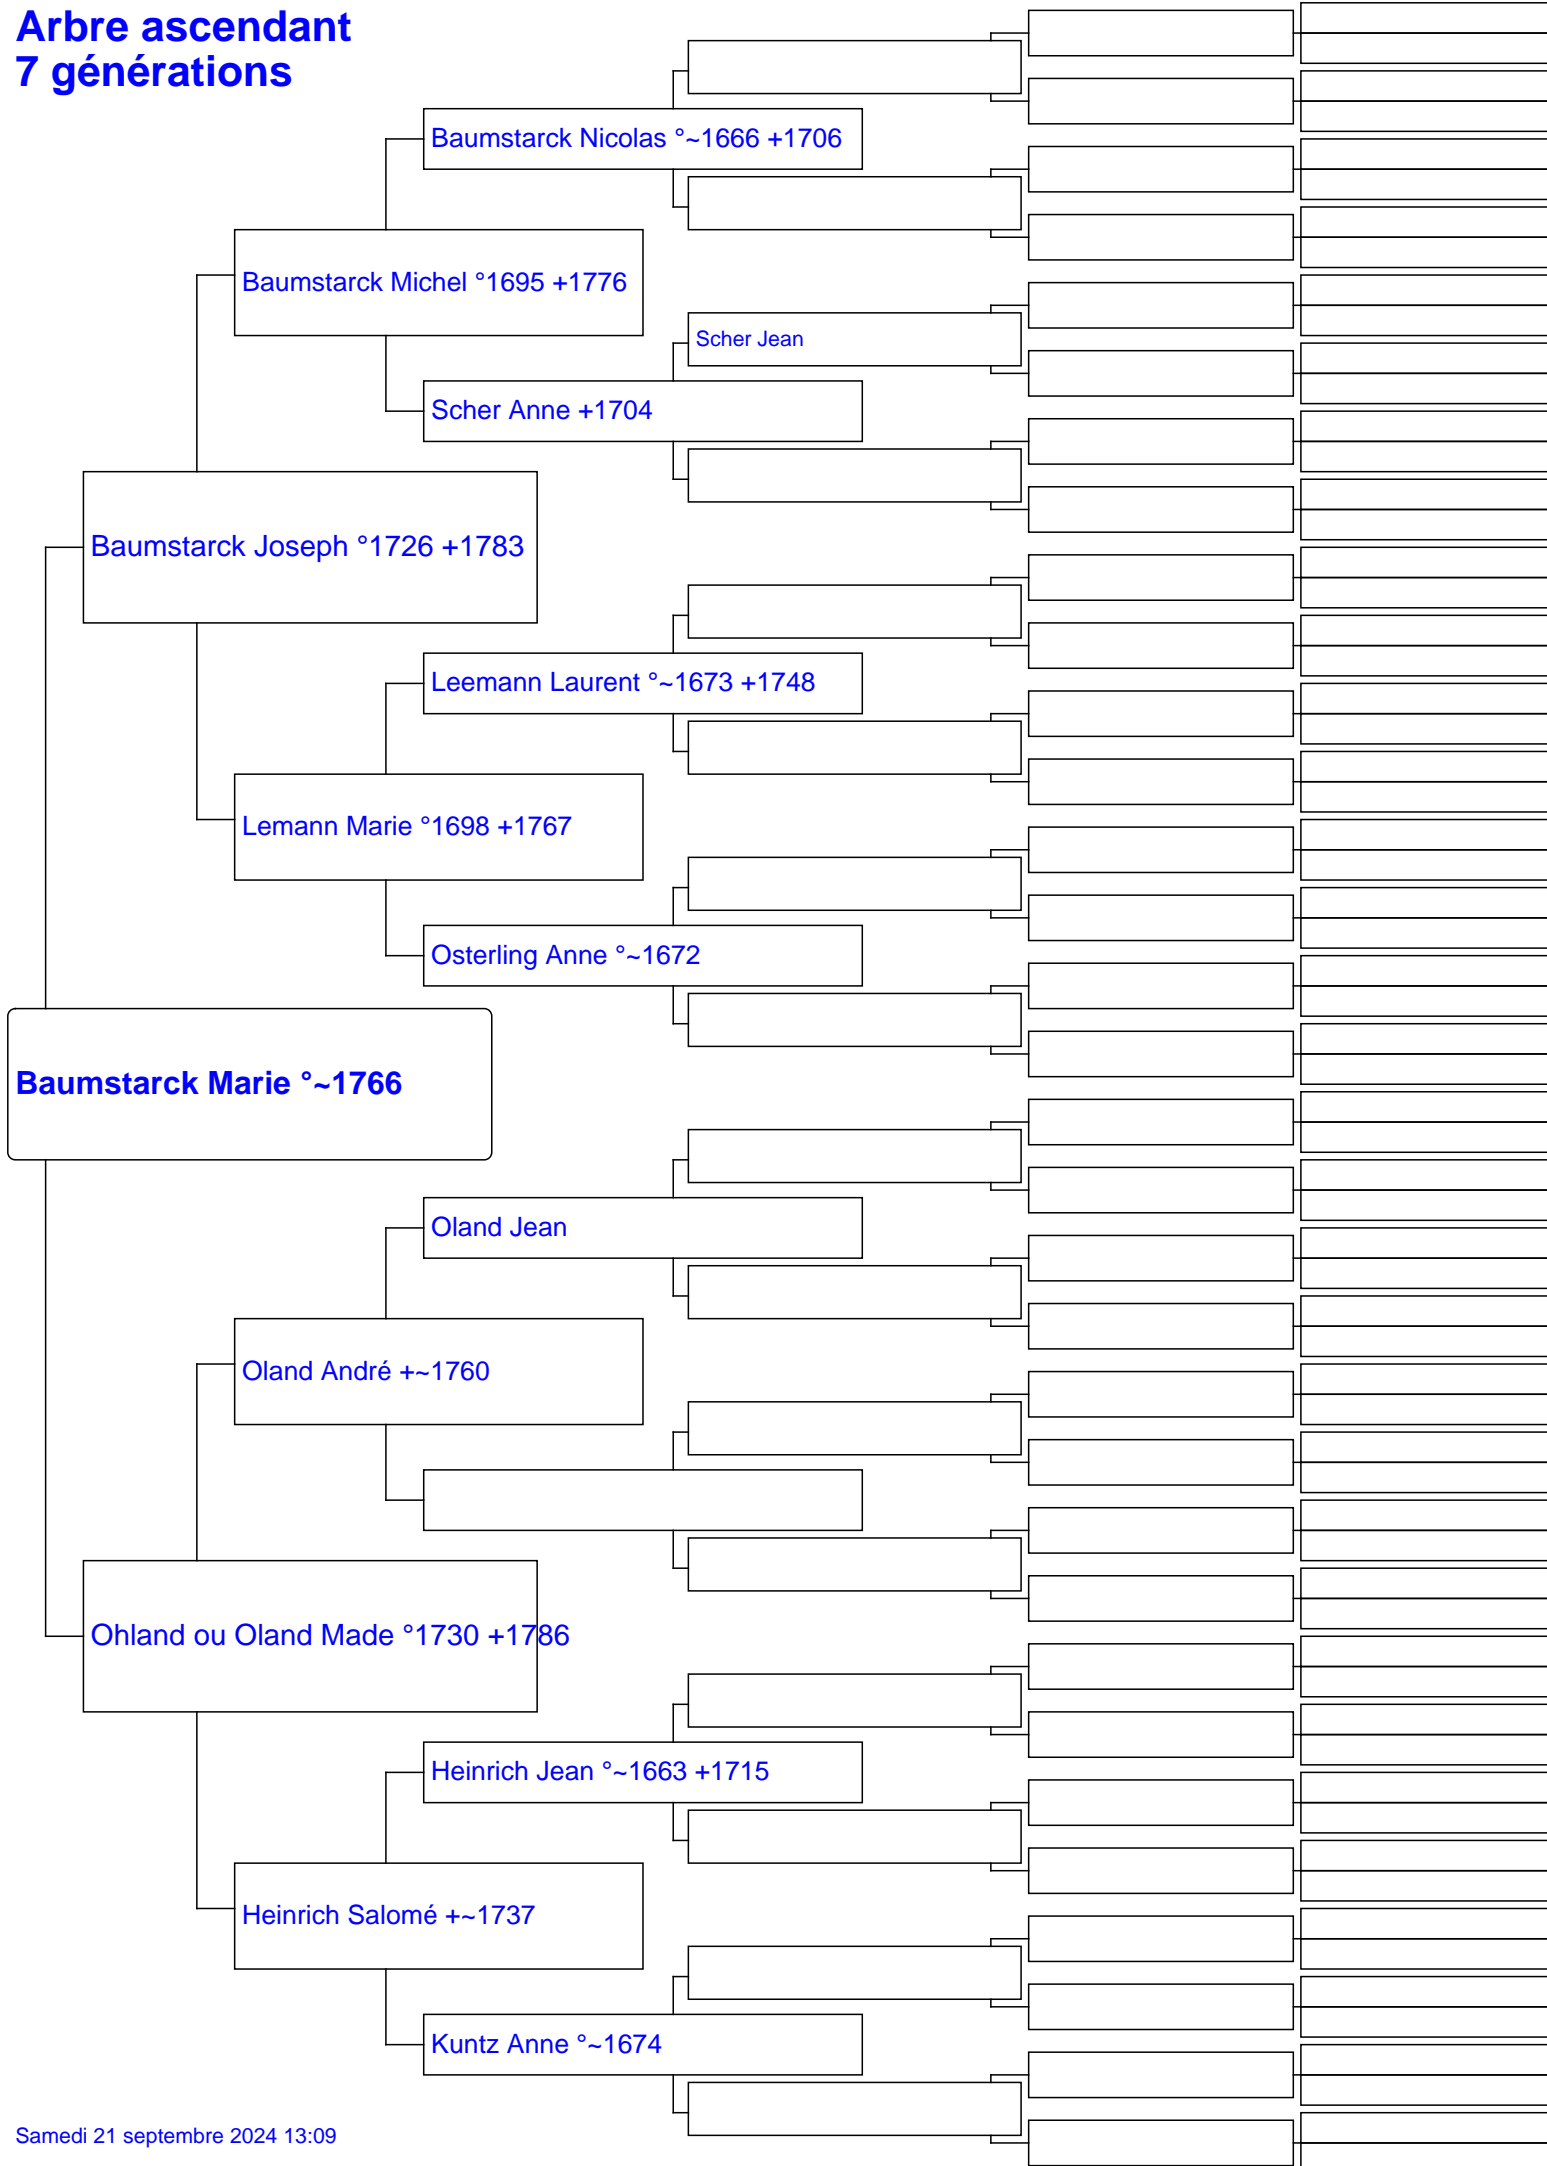 Arbre ascendant
7 générations
Baumstarck Nicolas °~1666 +1706
Baumstarck Michel °1695 +1776
Scher Jean
Scher Anne +1704
Baumstarck Joseph °1726 +1783
Leemann Laurent °~1673 +1748
Lemann Marie °1698 +1767
Osterling Anne °~1672
Baumstarck Marie °~1766
Oland Jean
Oland André +~1760
Ohland ou Oland Made °1730 +1786
Heinrich Jean °~1663 +1715
Heinrich Salomé +~1737
Kuntz Anne °~1674
Samedi 21 septembre 2024 13:09